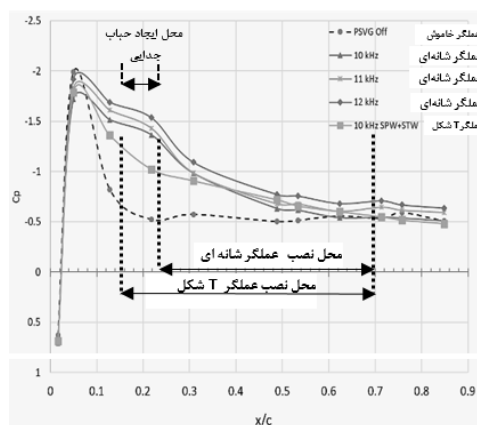 -2.5
-2
-1.5
-1
-0.5
0
0.5
1
Cp
0
0.1
0.2
0.3
0.4
0.5
0.6
0.7
0.8
0.9
x/c
محل ایجاد حباب
جدایی
PSVG Off عملگر خاموش
10 kHz عملگر شانه ای
11 kHz عملگر شانه ای
12 kHz عملگر شانه ای
10 kHz SPW+STW عملگر T شکل
محل نصب عملگر شانه ای
محل نصب عملگر T شکل